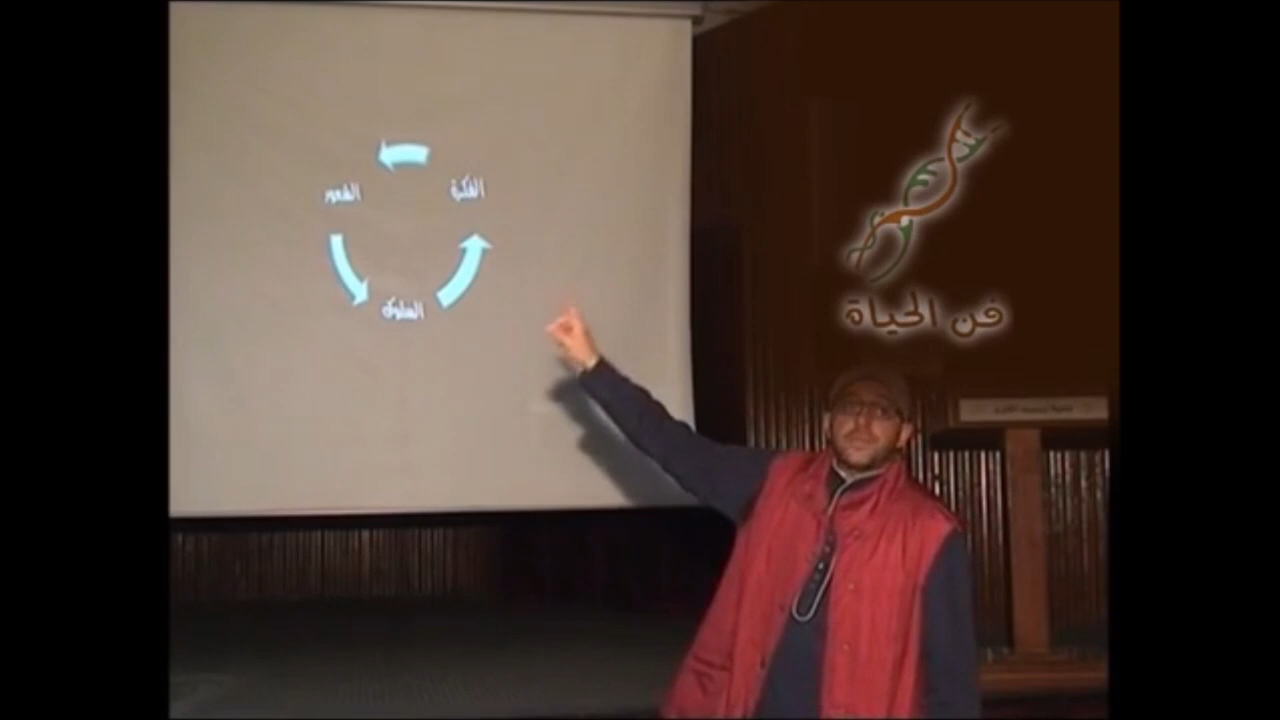 الفكرة
الشعور
السلوك
فن الحياة